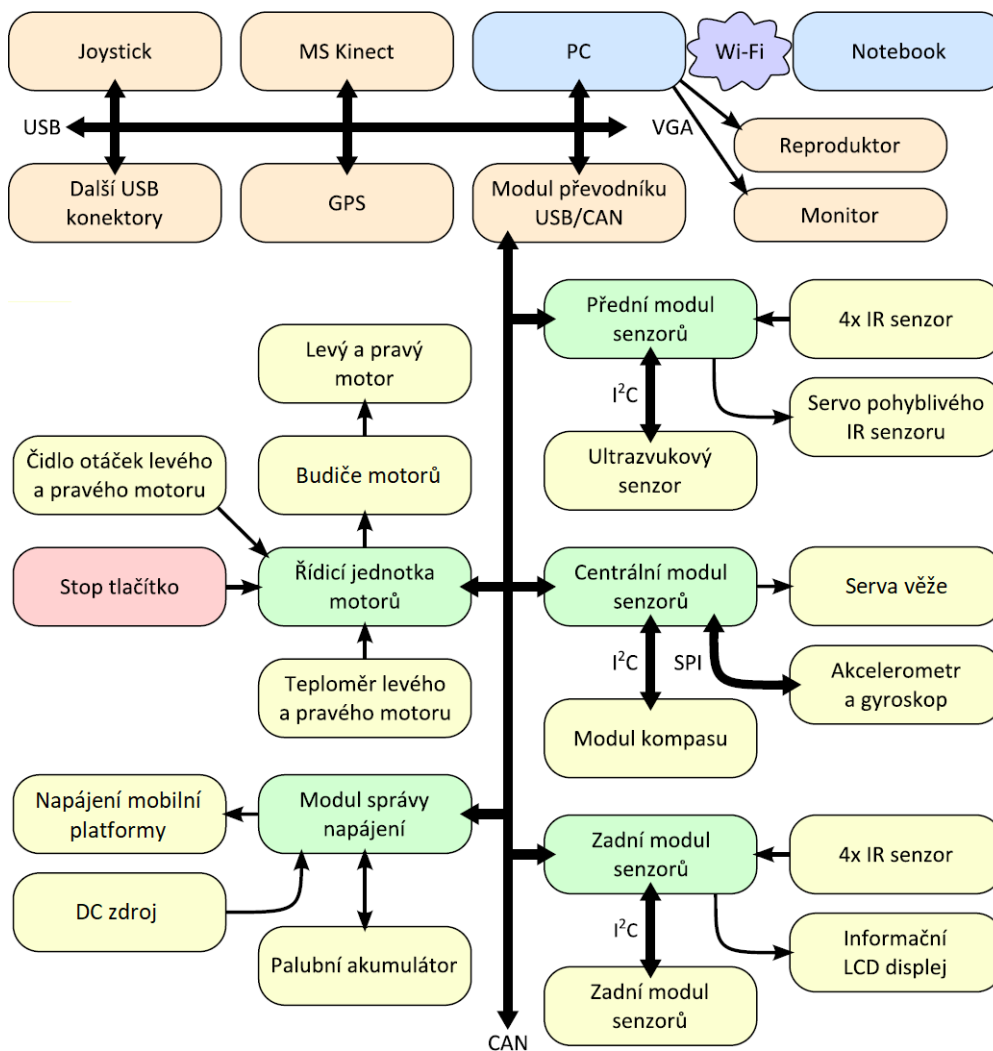 Joystick
MS Kinect
PC
Wi-Fi
Notebook
USB
VGA
Reproduktor
Další USB
konektory
GPS
Modul převodníku
USB/CAN
Monitor
Přední modul
senzorů
4x IR senzor
Levý a pravý
motor
I²C
Servo pohyblivého
IR senzoru
Čidlo otáček levého
a pravého motoru
Budiče motorů
Ultrazvukový
senzor
Stop tlačítko
Řídicí jednotka
motorů
Centrální modul
senzorů
Serva věže
I²C
SPI
Teploměr levého
a pravého motoru
Akcelerometr
a gyroskop
Modul kompasu
Napájení mobilní
platformy
Modul správy
napájení
Zadní modul
senzorů
4x IR senzor
DC zdroj
I²C
Palubní akumulátor
Informační
LCD displej
Zadní modul
senzorů
CAN